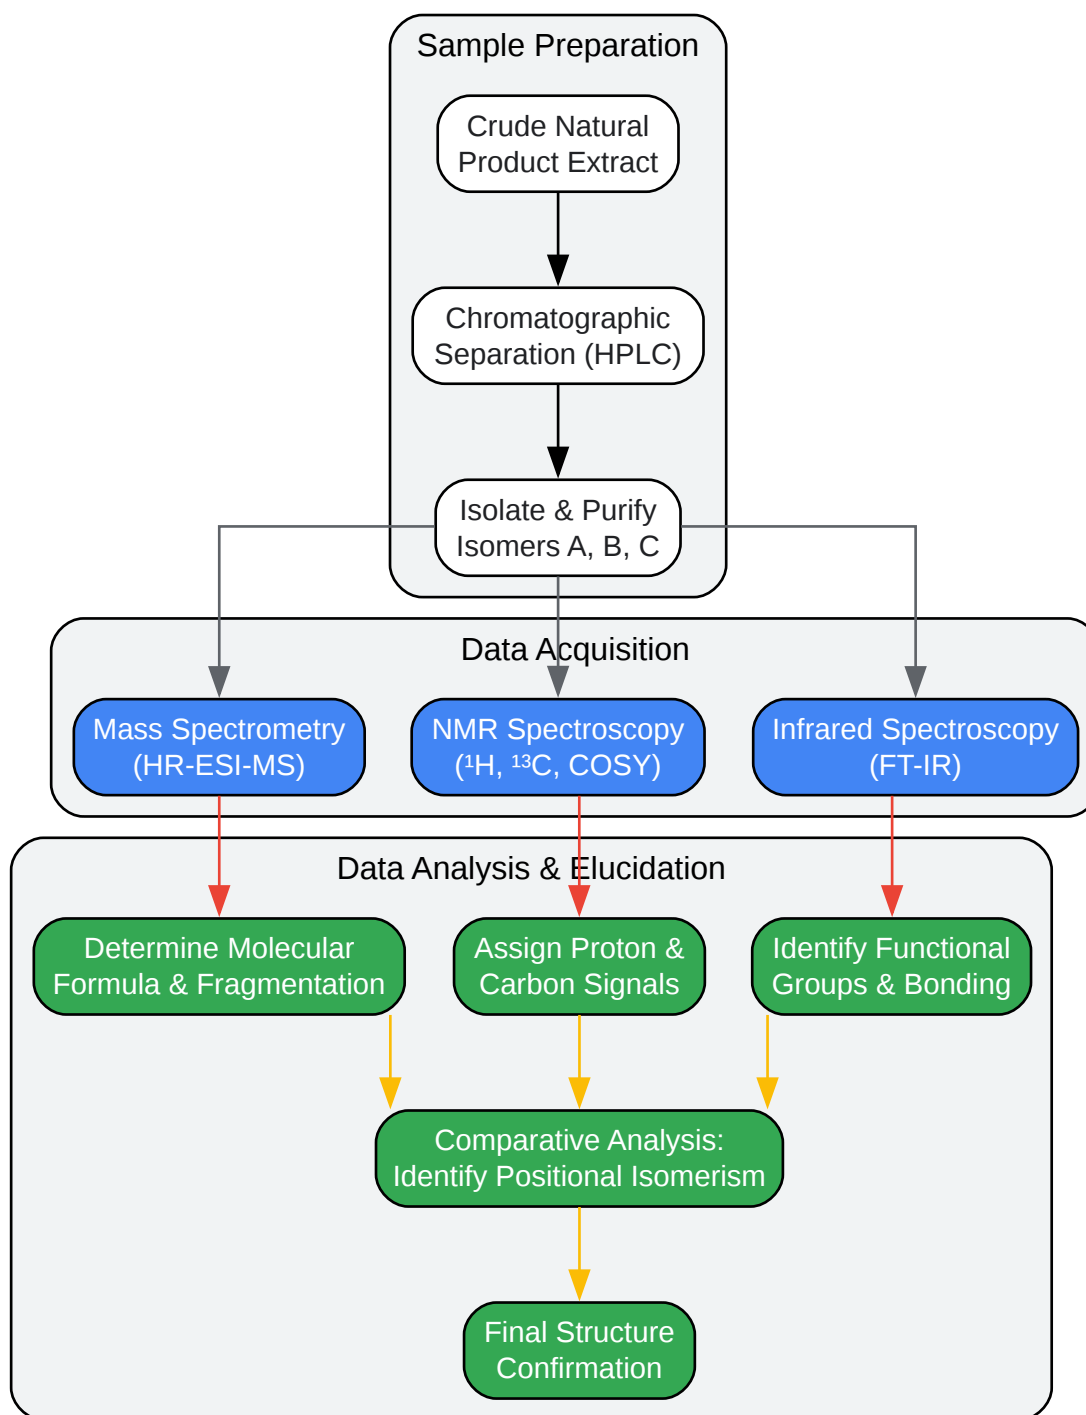 Sample Preparation
Crude Natural
Product Extract
Chromatographic
Separation (HPLC)
Isolate & Purify
Isomers A, B, C
Data Acquisition
Mass Spectrometry
(HR-ESI-MS)
NMR Spectroscopy
(¹H, ¹³C, COSY)
Infrared Spectroscopy
(FT-IR)
Data Analysis & Elucidation
Determine Molecular
Formula & Fragmentation
Assign Proton &
Carbon Signals
Identify Functional
Groups & Bonding
Comparative Analysis:
Identify Positional Isomerism
Final Structure
Confirmation